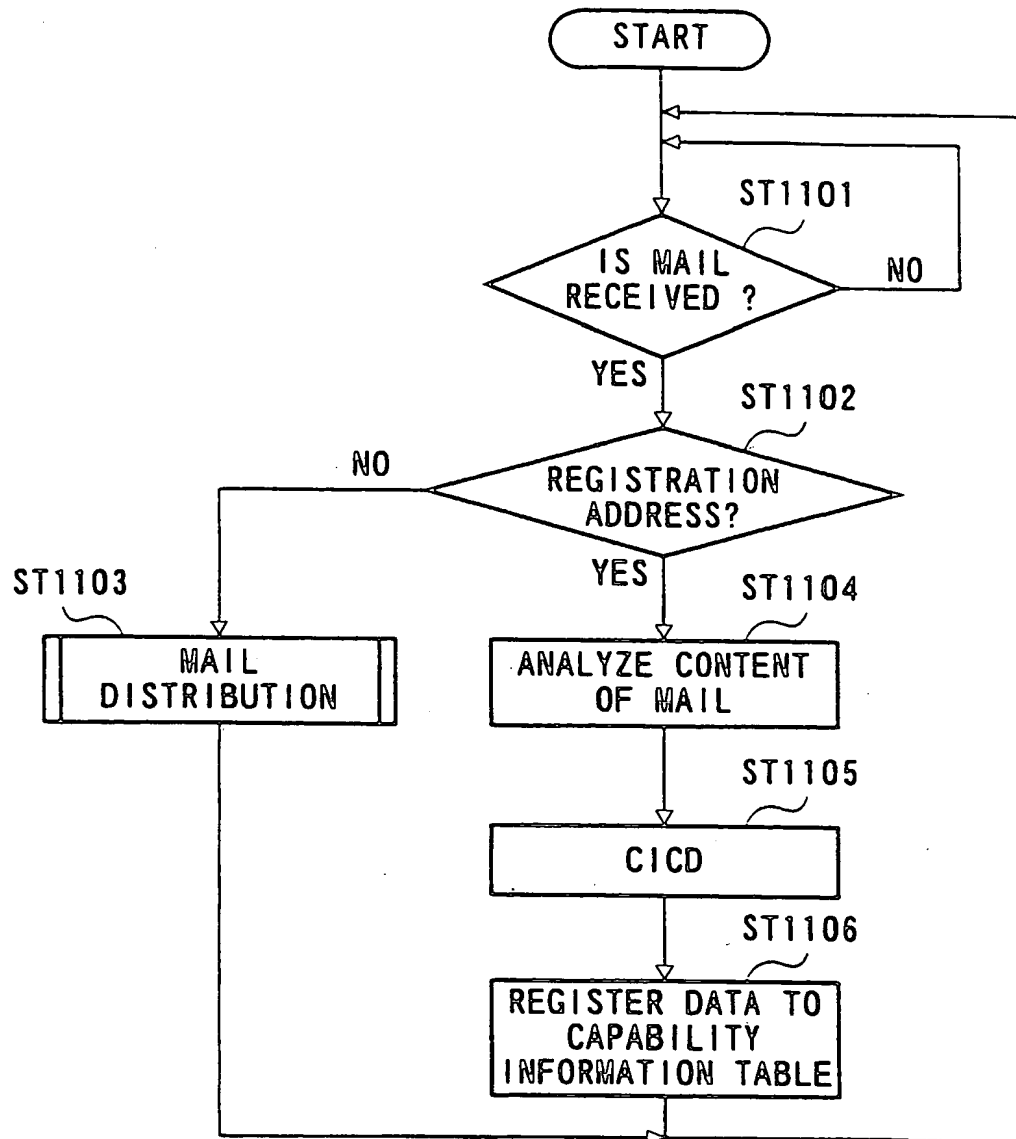 START
ST1101
IS MAIL
RECEIVED ?
NO
YES
ST1102
NO
REGISTRATION
ADDRESS?
YES
ST1103
ST1104
MAIL
DISTRIBUTION
ANALYZE CONTENT
OF MAIL
ST1105
CICD
ST1106
REGISTER DATA TO
CAPABILITY
INFORMATION TABLE